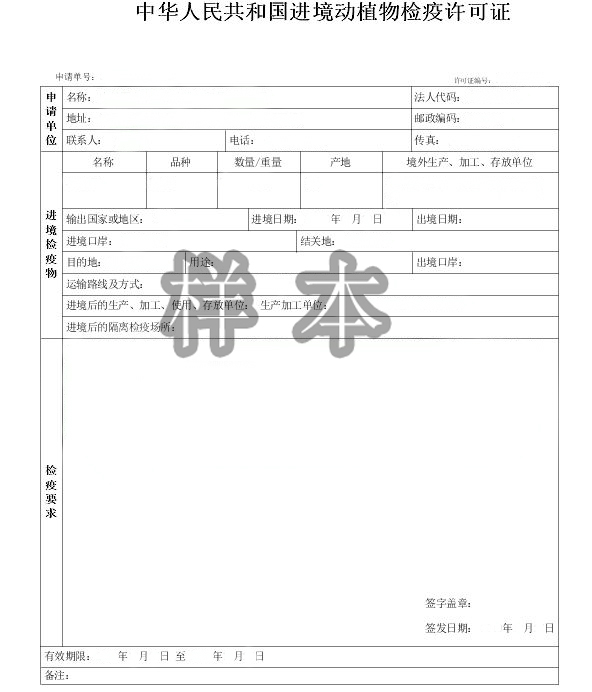 中华人民共和国进境动植物检疫许可证
申请单号： 许可证编号：
申请单位
名称： 法人代码：
地址： 邮政编码：
联系人： 电话： 传真：
进境检疫物
名称 品种 数量/重量 产地 境外生产、加工、存放单位
输出国家或地区： 进境日期： 年 月 日 出境日期：
进境口岸： 结关地：
目的地： 用途： 出境口岸：
运输路线及方式：
进境后的生产、加工、使用、存放单位： 生产加工单位：
进境后的隔离检疫场所：
样本
检疫要求
签字盖章：
签发日期： 年 月 日
有效期限： 年 月 日 至 年 月 日
备注：